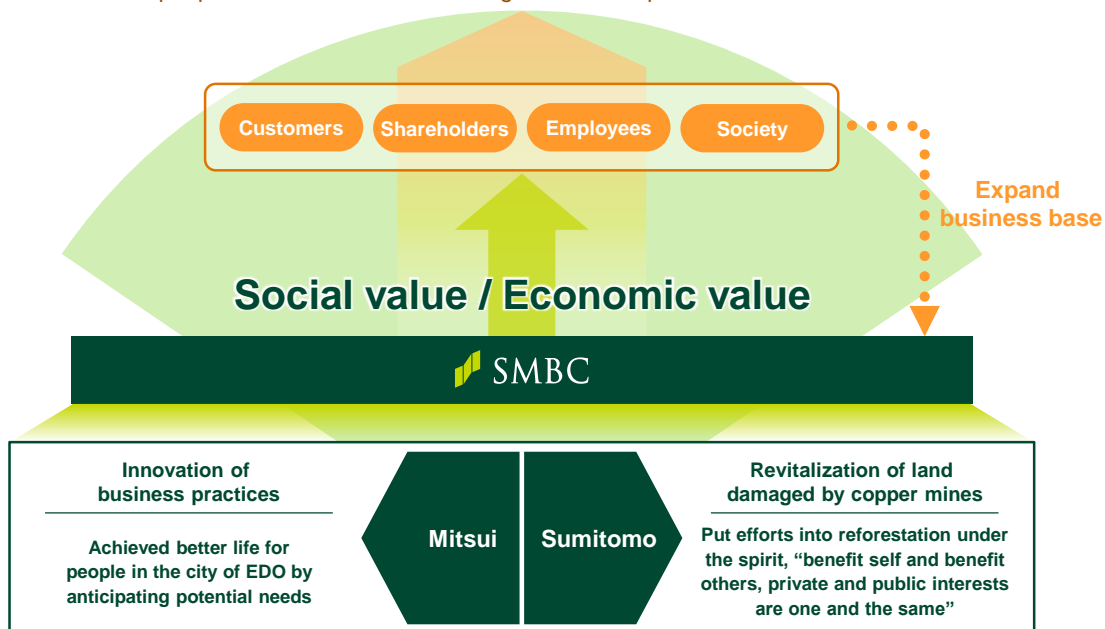 Customers
Shareholders
Employees
Society
Expand
business base
Social value / Economic value
SMBC
Innovation of
business practices
Achieved better life for
people in the city of EDO by
anticipating potential needs
Mitsui
Sumitomo
Revitalization of land
damaged by copper mines
Put efforts into reforestation under
the spirit, “benefit self and benefit
others, private and public interests
are one and the same”